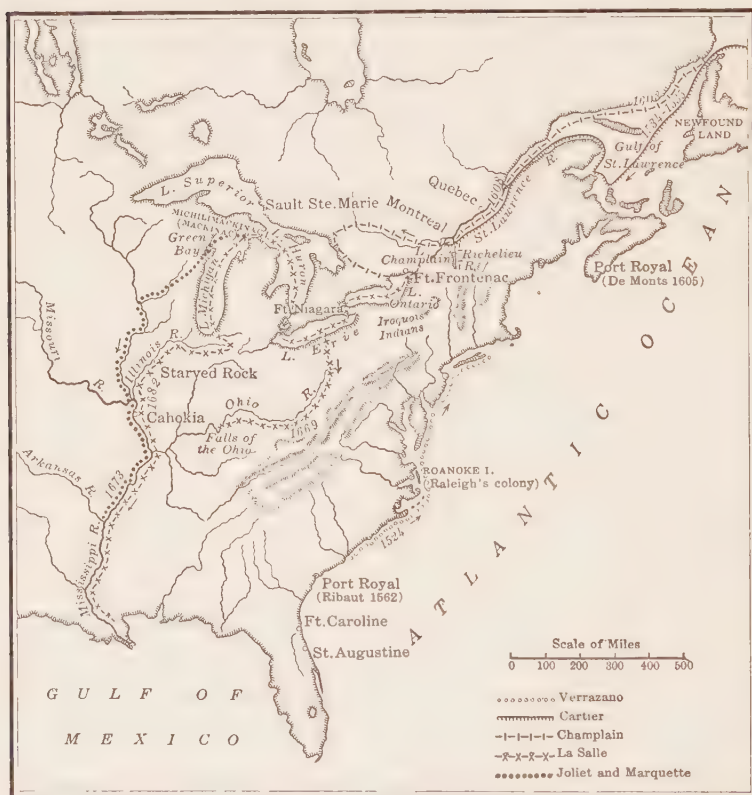 1603
1534-1535
NEWFOUND
LAND
Gulf of
St. Lawrence
Quebec
1608
St. Lawrence R.
L. Superior
Sault Ste. Marie
Montreal
MICHILIMACKINAC
(MACKINAC)
Green
Bay
L. Michigan
L. Huron
L.
Champlain
Richelieu
R.
Ft. Frontenac
L.
Ontario
Ft. Niagara
Iroquois
Indians
L. Erie
Port Royal
(De Monts 1605)
Missouri
R.
Illinois R.
Starved Rock
1682
Cahokia
Ohio R.
1669
Falls of
the Ohio
Arkansas R.
1673
Mississippi R.
ROANOKE I.
(Raleigh's colony)
1524
Port Royal
(Ribaut 1562)
Ft. Caroline
St. Augustine
ATLANTIC OCEAN
GULF OF
MEXICO
Scale of Miles
0 100 200 300 400 500
Verrazano
Cartier
Champlain
La Salle
Joliet and Marquette